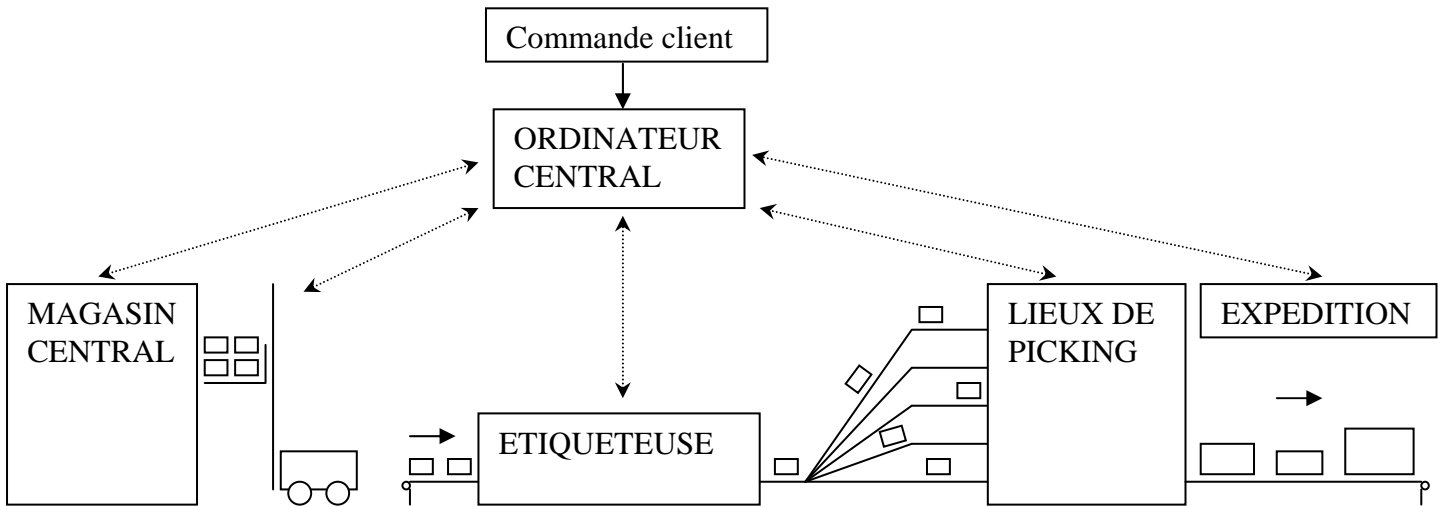 Commande client
ORDINATEUR
CENTRAL
MAGASIN
CENTRAL
ETIQUETEUSE
LIEUX DE
PICKING
EXPEDITION